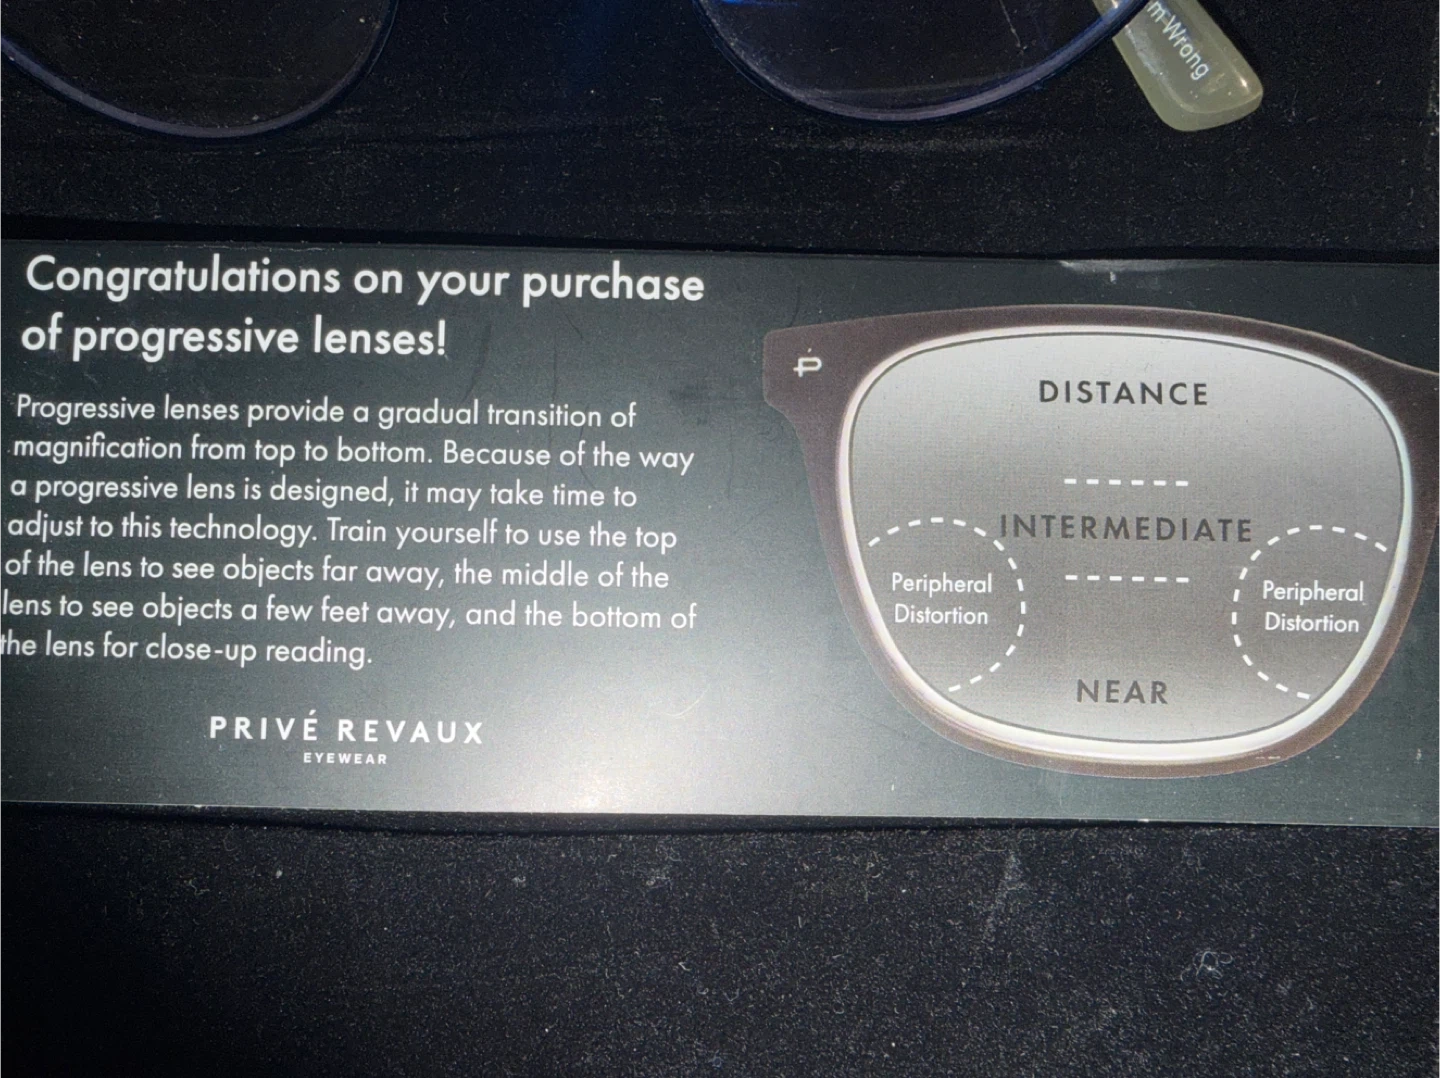 m Wrong
Congratulations on your purchase
of progressive lenses!
Progressive lenses provide a gradual transition of
magnification from top to bottom. Because of the way
a progressive lens is designed, it may take time to
adjust to this technology. Train yourself to use the top
of the lens to see objects far away, the middle of the
lens to see objects a few feet away, and the bottom of
the lens for close-up reading.
PRIVÉ REVAUX
EYEWEAR
DISTANCE
INTERMEDIATE
Peripheral
Distortion
Peripheral
Distortion
NEAR